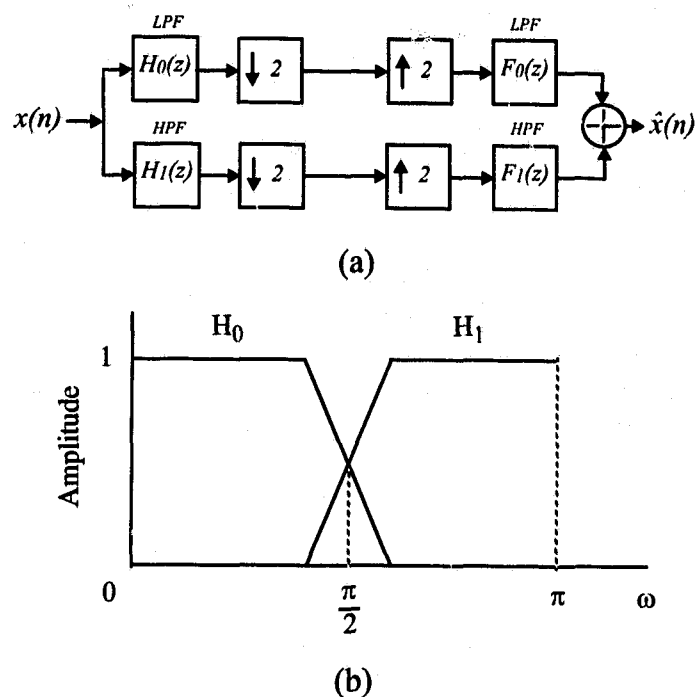 LPF LPF
H0(z) ↓ 2 ↑ 2 F0(z)
x(n) x̂(n)
HPF HPF
H1(z) ↓ 2 ↑ 2 F1(z)
(a)
H0 H1
1
Amplitude
0 π/2 π ω
(b)